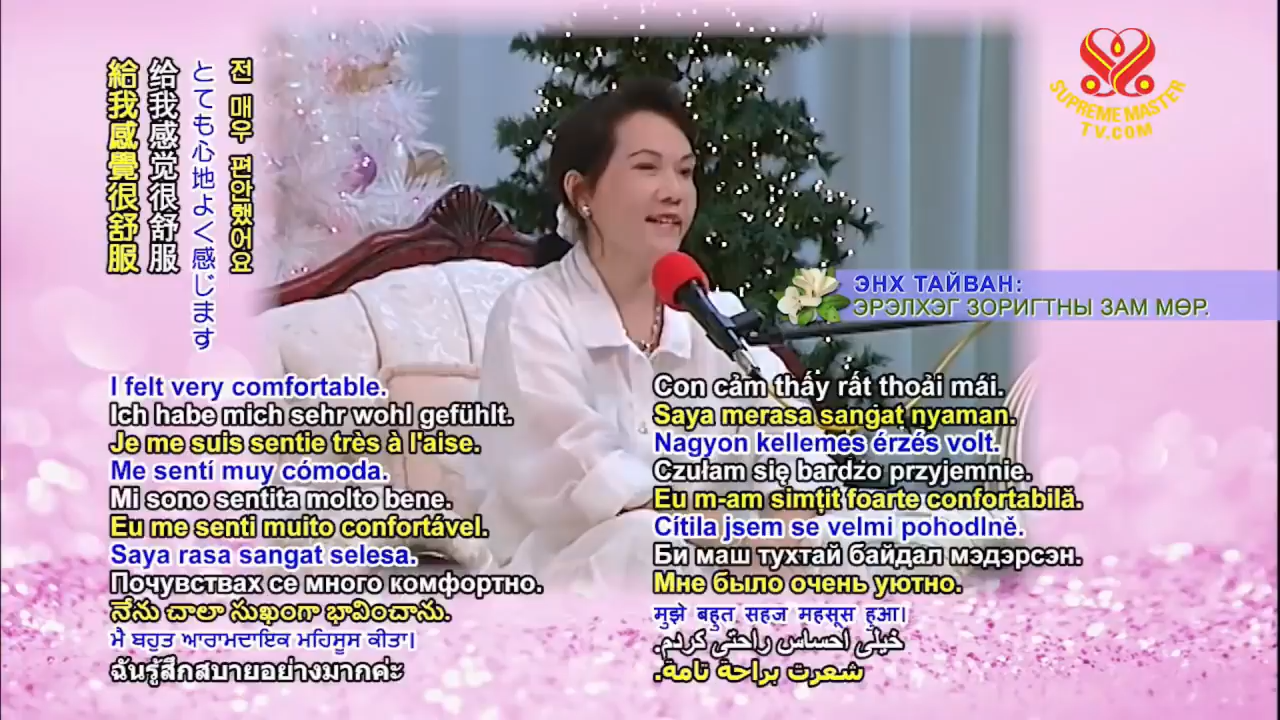 給我感覺很舒服
给我感觉很舒服
とても心地よく感じます
전 매우 편안했어요
SUPREME MASTER
TV.COM
ЭНХ ТАЙВАН:
ЭРЭЛХЭГ ЗОРИГТНЫ ЗАМ МӨР.
I felt very comfortable.
Ich habe mich sehr wohl gefühlt.
Je me suis sentie très à l'aise.
Me sentí muy cómoda.
Mi sono sentita molto bene.
Eu me senti muito confortável.
Saya rasa sangat selesa.
Почувствах се много комфортно.
నేను చాలా సుఖంగా భావించాను.
ਮੈ ਬਹੁਤ ਆਰਾਮਦਾਇਕ ਮਹਿਸੂਸ ਕੀਤਾ।
ฉันรู้สึกสบายอย่างมากค่ะ
Con cảm thấy rất thoải mái.
Saya merasa sangat nyaman.
Nagyon kellemes érzés volt.
Czułam się bardzo przyjemnie.
Eu m-am simțit foarte confortabilă.
Cítila jsem se velmi pohodlně.
Би маш тухтай байдал мэдэрсэн.
Мне было очень уютно.
मुझे बहुत सहज महसूस हुआ।
خیلی احساس راحتی کردم.
شعرت براحة تامة.